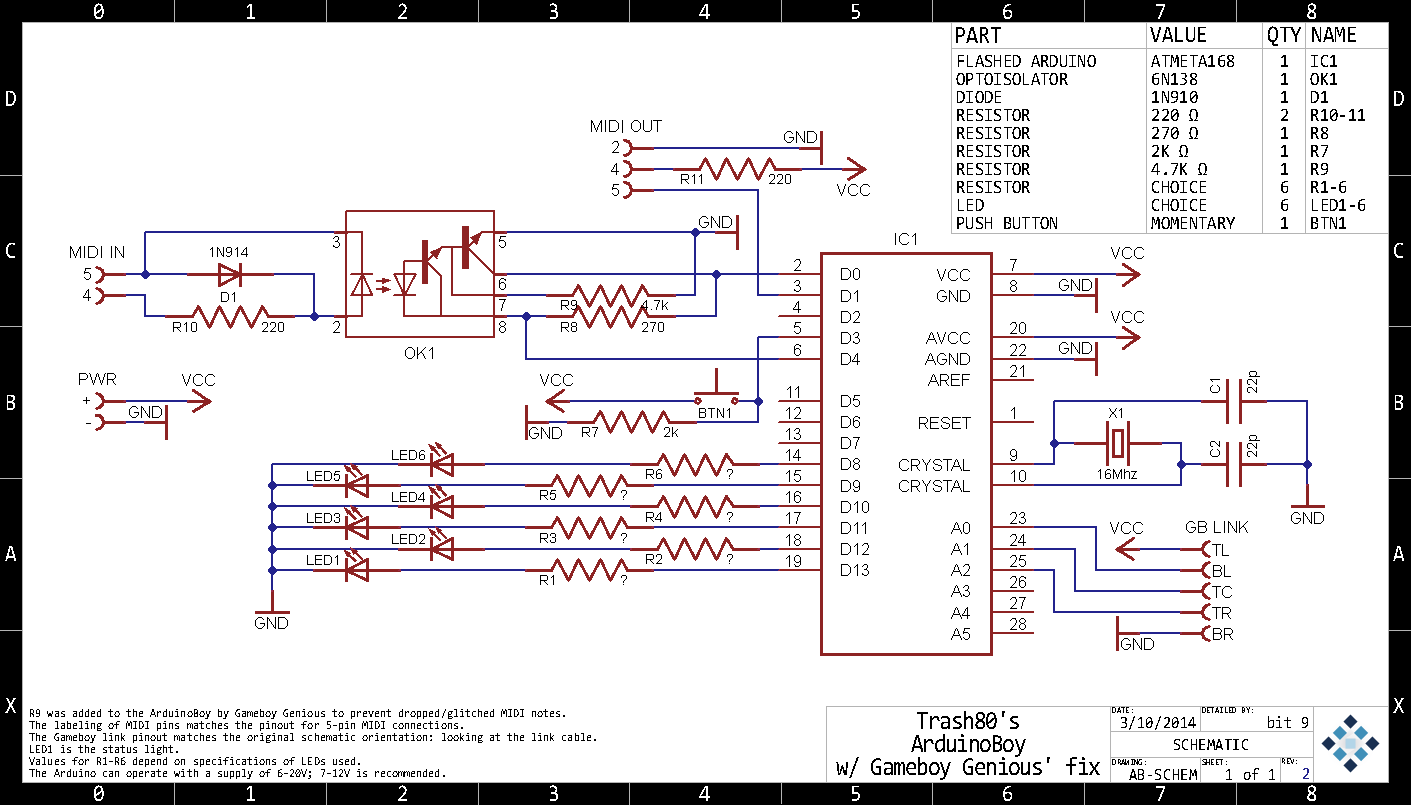 0 1 2 3 4 5 6 7 8
PART VALUE QTY NAME
FLASHED ARDUINO ATMETA168 1 IC1
OPTOISOLATOR 6N138 1 OK1
DIODE 1N910 1 D1
RESISTOR 220 Ω 2 R10-11
RESISTOR 270 Ω 1 R8
RESISTOR 2K Ω 1 R7
RESISTOR 4.7K Ω 1 R9
RESISTOR CHOICE 6 R1-6
LED CHOICE 6 LED1-6
PUSH BUTTON MOMENTARY 1 BTN1
D D
MIDI OUT
2 GND
4 R11 220 VCC
5
C C
MIDI IN
5 1N914
D1
4 R10 220
3 5 GND
6
R9 4.7k
7
2 8 R8 270
OK1
IC1
2 D0 VCC 7 VCC
3 D1 GND 8 GND
4 D2
5 D3 AVCC 20 VCC
6 D4 AGND 22 GND
AREF 21
B B
PWR
+ VCC
- GND
VCC BTN1
GND R7 2k
11 D5
12 D6 RESET 1
13 D7
14 D8 CRYSTAL 9
15 D9 CRYSTAL 10
16 D10
17 D11 A0 23
18 D12 A1 24
19 D13 A2 25
A3 26
A4 27
A5 28
X1
16Mhz
C1 22p
C2 22p
GND
LED6 R6 ?
LED5 R5 ?
LED4 R4 ?
LED3 R3 ?
LED2 R2 ?
LED1 R1 ?
GND
A A
GB LINK
VCC TL
BL
TC
TR
GND BR
X X
R9 was added to the ArduinoBoy by Gameboy Genious to prevent dropped/glitched MIDI notes.
The labeling of MIDI pins matches the pinout for 5-pin MIDI connections.
The Gameboy link pinout matches the original schematic orientation: looking at the link cable.
LED1 is the status light.
Values for R1-R6 depend on specifications of LEDs used.
The Arduino can operate with a supply of 6-20V; 7-12V is recommended.
Trash80's
ArduinoBoy
w/ Gameboy Genious' fix
DATE: 3/10/2014 DETAILED BY: bit 9
SCHEMATIC
DRAWING: AB-SCHEM SHEET: 1 of 1 REV: 2
0 1 2 3 4 5 6 7 8